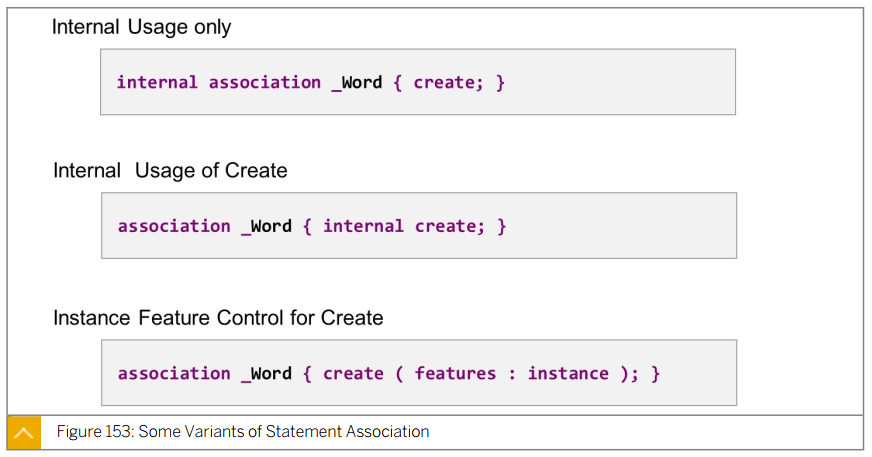 Internal Usage only
internal association _Word { create; }
Internal  Usage of Create
association _Word { internal create; }
Instance Feature Control for Create
association _Word { create ( features : instance ); }
Figure 153: Some Variants of Statement Association